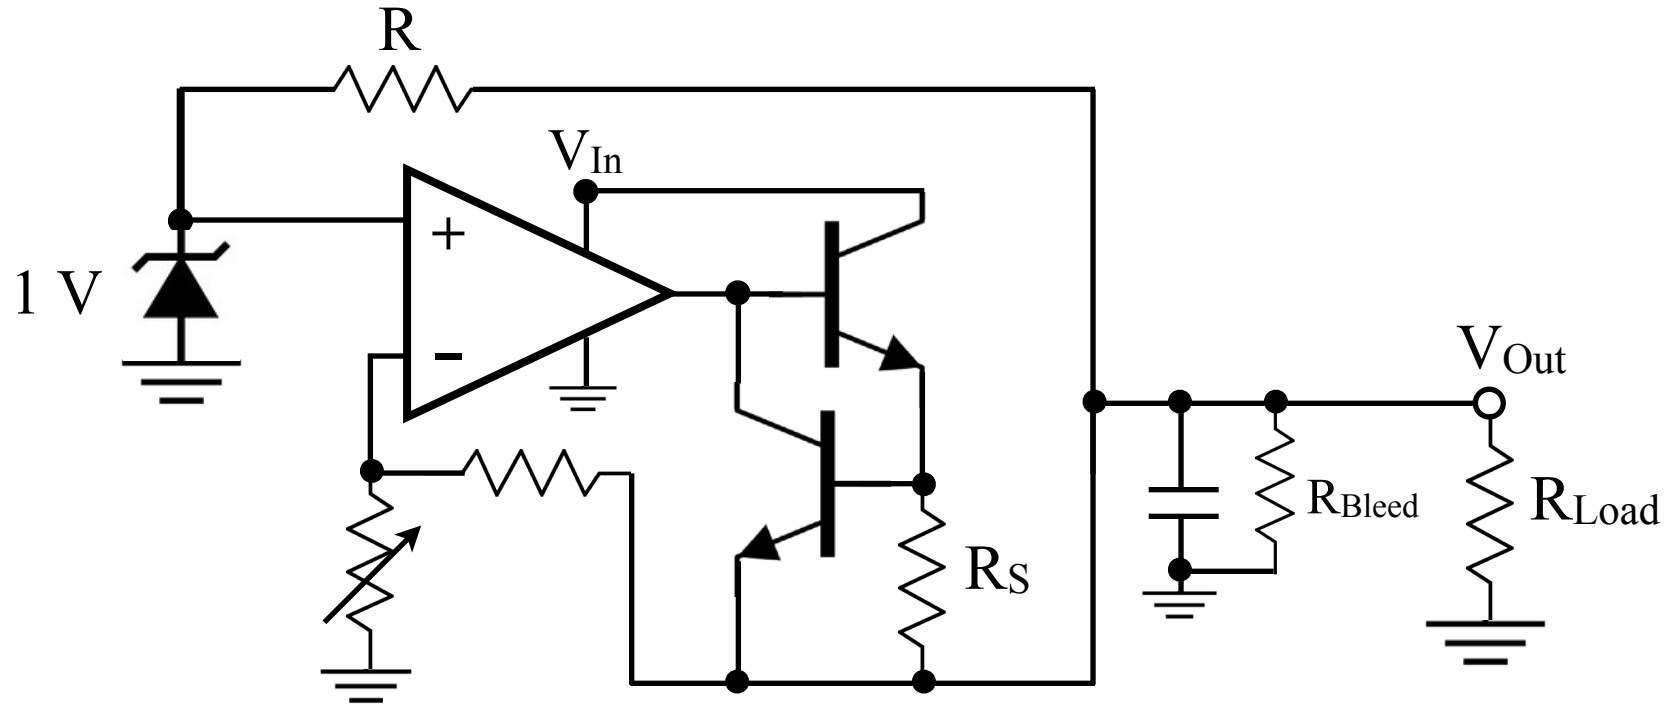 R
V_In
+
1 V
-
V_Out
R_Bleed
R_Load
R_S